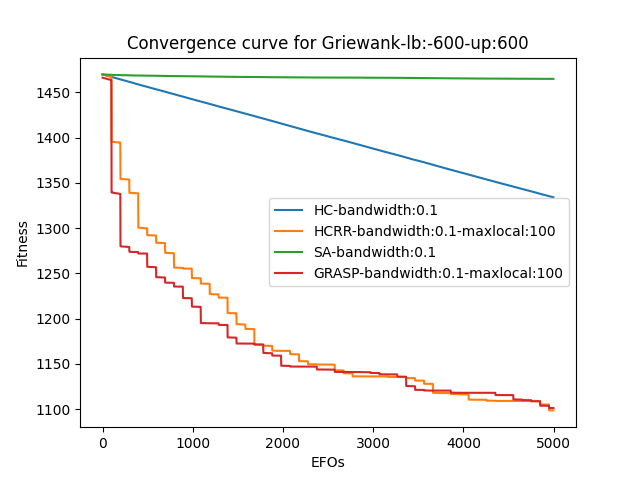 Convergence curve for Griewank-lb:-600-up:600
Fitness
1450
1400
1350
1300
1250
1200
1150
1100
HC-bandwidth:0.1
HCRR-bandwidth:0.1-maxlocal:100
SA-bandwidth:0.1
GRASP-bandwidth:0.1-maxlocal:100
0 1000 2000 3000 4000 5000
EFOs